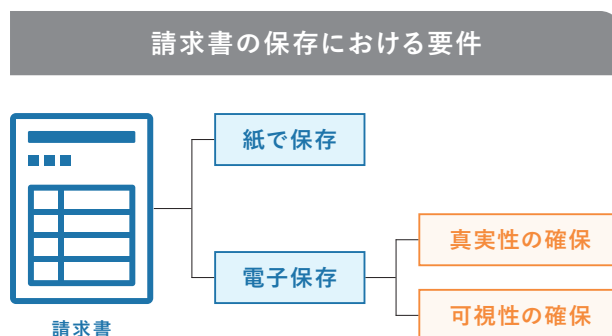 請求書の保存における要件
紙で保存
電子保存
真実性の確保
可視性の確保
請求書